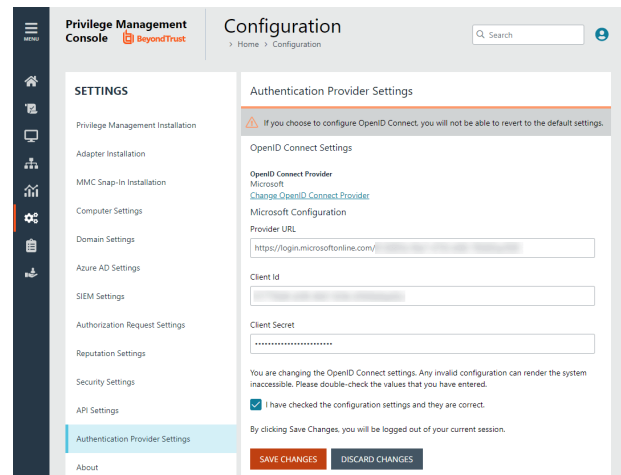 MENU
Privilege Management
Console BeyondTrust
Configuration
> Home > Configuration
Search
SETTINGS
Privilege Management Installation
Adapter Installation
MMC Snap-In Installation
Computer Settings
Domain Settings
Azure AD Settings
SIEM Settings
Authorization Request Settings
Reputation Settings
Security Settings
API Settings
Authentication Provider Settings
About
Authentication Provider Settings
If you choose to configure OpenID Connect, you will not be able to revert to the default settings.
OpenID Connect Settings
OpenID Connect Provider
Microsoft
Change OpenID Connect Provider
Microsoft Configuration
Provider URL
https://login.microsoftonline.com/
Client Id
Client Secret
•••••••••••••••••••••••
You are changing the OpenID Connect settings. Any invalid configuration can render the system
inaccessible. Please double-check the values that you have entered.
I have checked the configuration settings and they are correct.
By clicking Save Changes, you will be logged out of your current session.
SAVE CHANGES DISCARD CHANGES